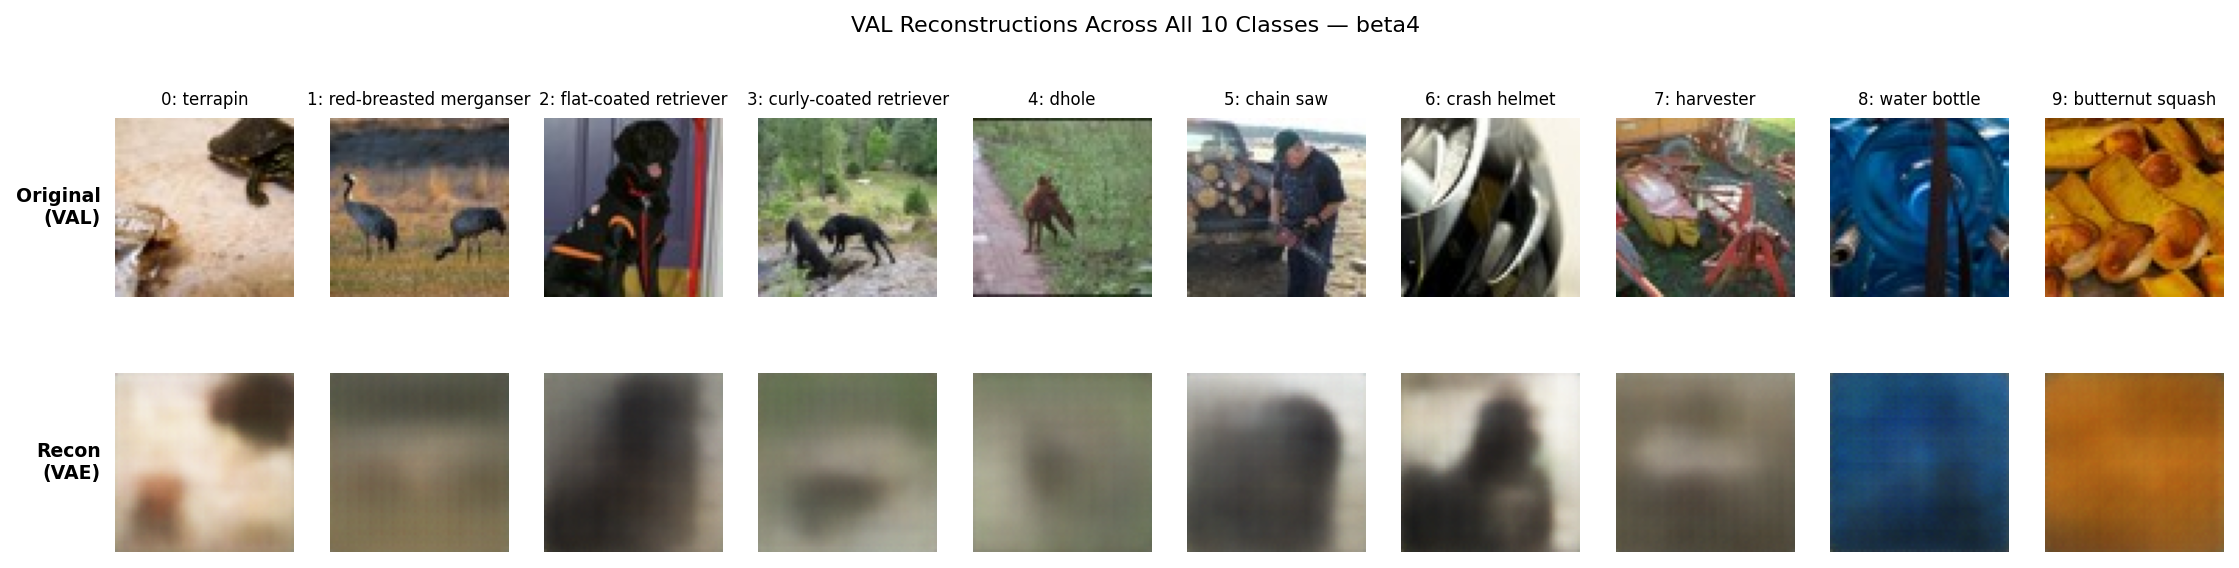 VAL Reconstructions Across All 10 Classes — beta4
0: terrapin
1: red-breasted merganser
2: flat-coated retriever
3: curly-coated retriever
4: dhole
5: chain saw
6: crash helmet
7: harvester
8: water bottle
9: butternut squash
Original
(VAL)
Recon
(VAE)